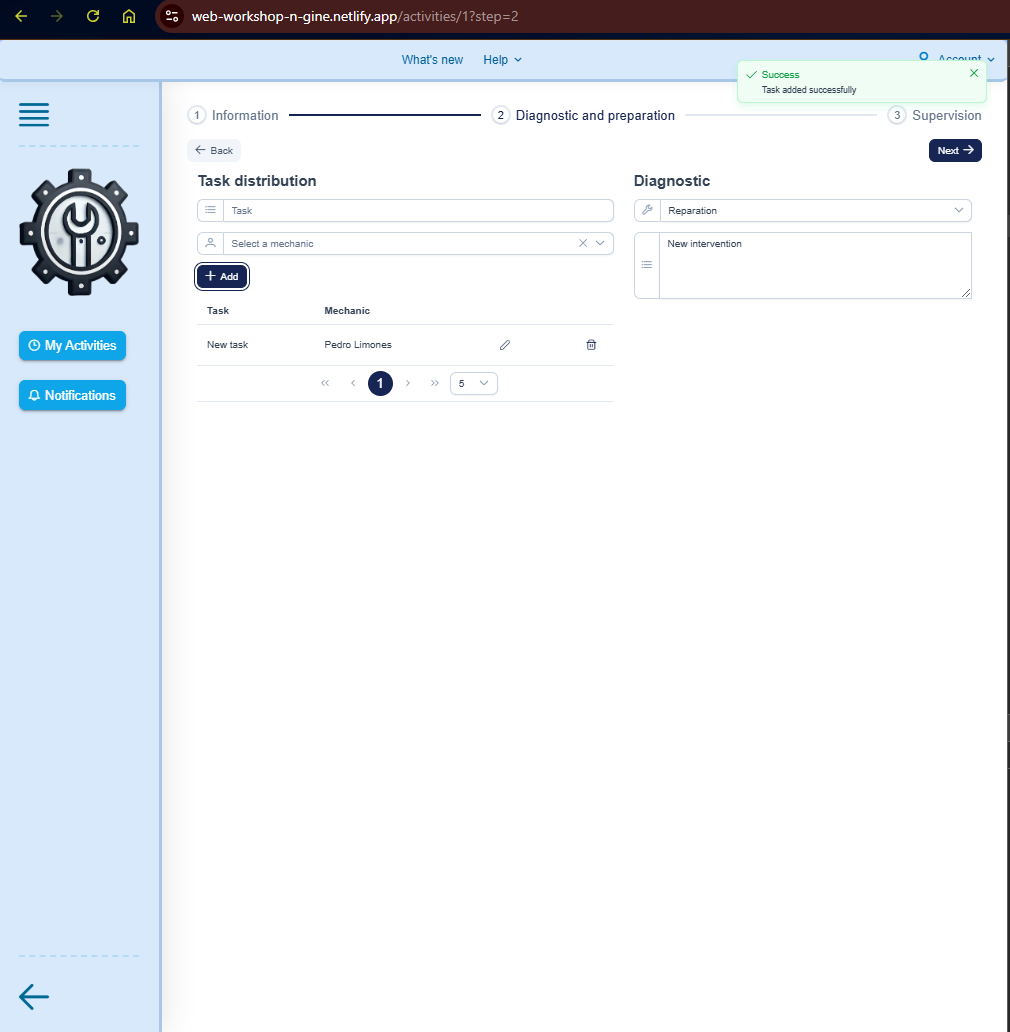 web-workshop-n-gine.netlify.app/activities/1?step=2
What's new Help Account
Success
Task added successfully
1 Information 2 Diagnostic and preparation 3 Supervision
Back Next
Task distribution
Task
Select a mechanic
Add
Task Mechanic
New task Pedro Limones
1 5
Diagnostic
Reparation
New intervention
My Activities
Notifications